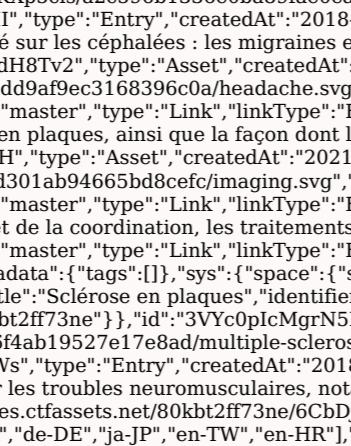 I","type":"Entry","createdAt":"2018-
é sur les céphalées : les migraines e
dH8Tv2","type":"Asset","createdAt":
dd9af9ec3168396c0a/headache.svg
"master","type":"Link","linkType":"E
en plaques, ainsi que la façon dont l
H","type":"Asset","createdAt":"2021
d301ab94665bd8cefc/imaging.svg","
"master","type":"Link","linkType":"E
et de la coordination, les traitements
"master","type":"Link","linkType":"E
adata":{"tags":[]},"sys":{"space":{"s
tle":"Sclérose en plaques","identifie
bt2ff73ne"}},"id":"3VYc0pIcMgrN5
6f4ab19527e17e8ad/multiple-scleros
Ws","type":"Entry","createdAt":"2018
r les troubles neuromusculaires, not
es.ctfassets.net/80kbt2ff73ne/6CbD
","de-DE","ja-JP","en-TW","en-HR"],"